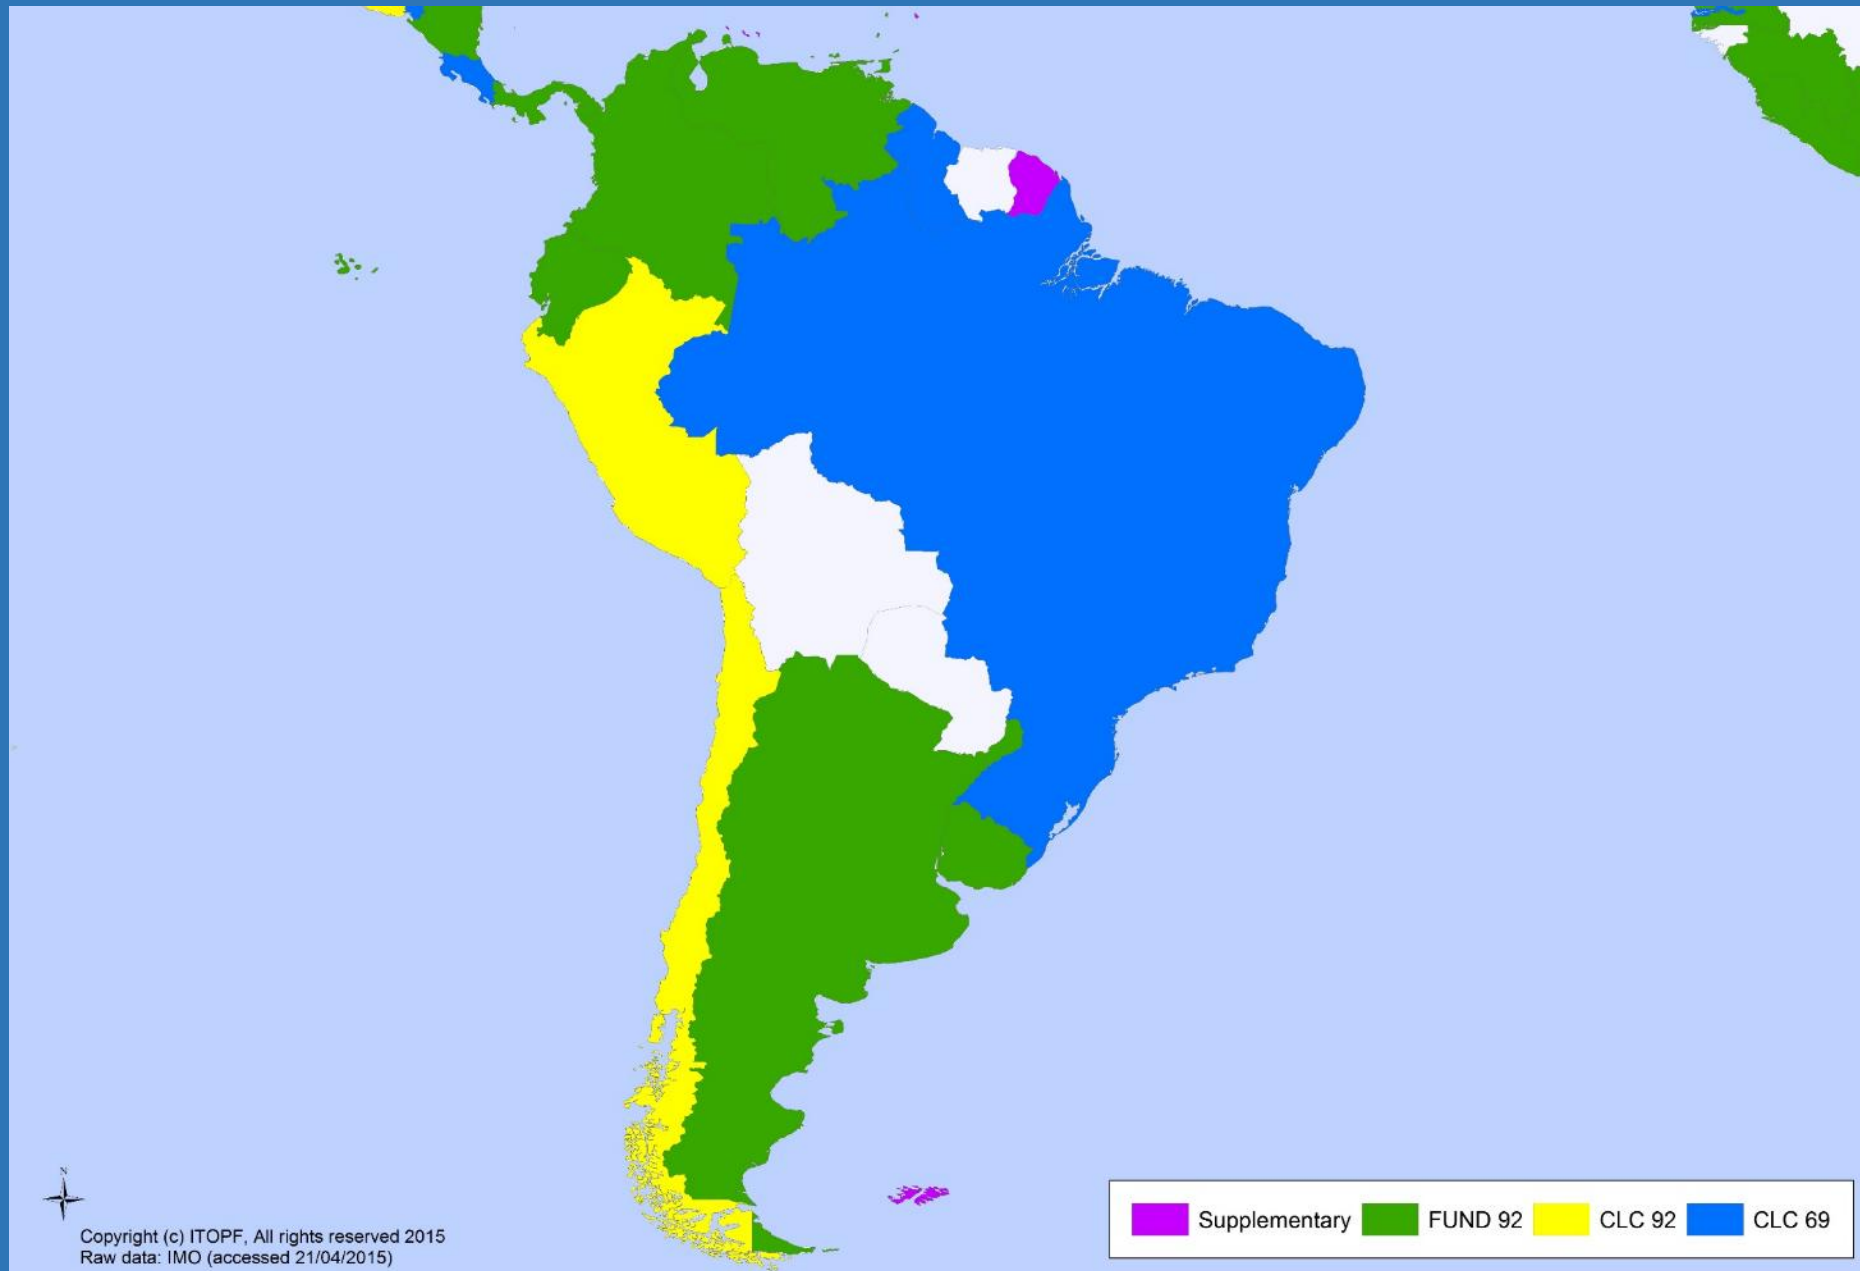 N
Copyright (c) ITOPF, All rights reserved 2015
Raw data: IMO (accessed 21/04/2015)
Supplementary FUND 92 CLC 92 CLC 69